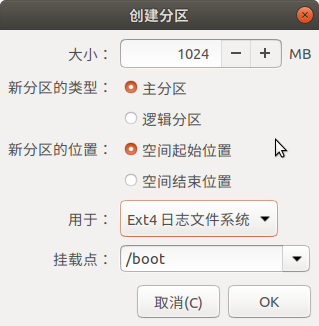 创建分区
大小： 1024 MB
新分区的类型： 主分区
逻辑分区
新分区的位置： 空间起始位置
空间结束位置
用于： Ext4 日志文件系统
挂载点： /boot
取消(C) OK